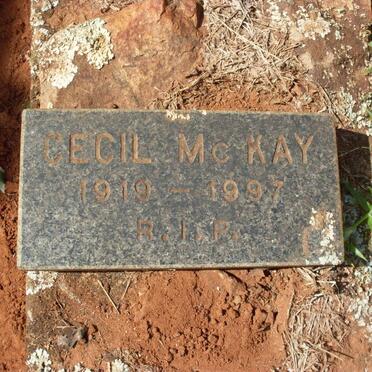 CECIL McKAY
1919 - 1997
R.I.P.